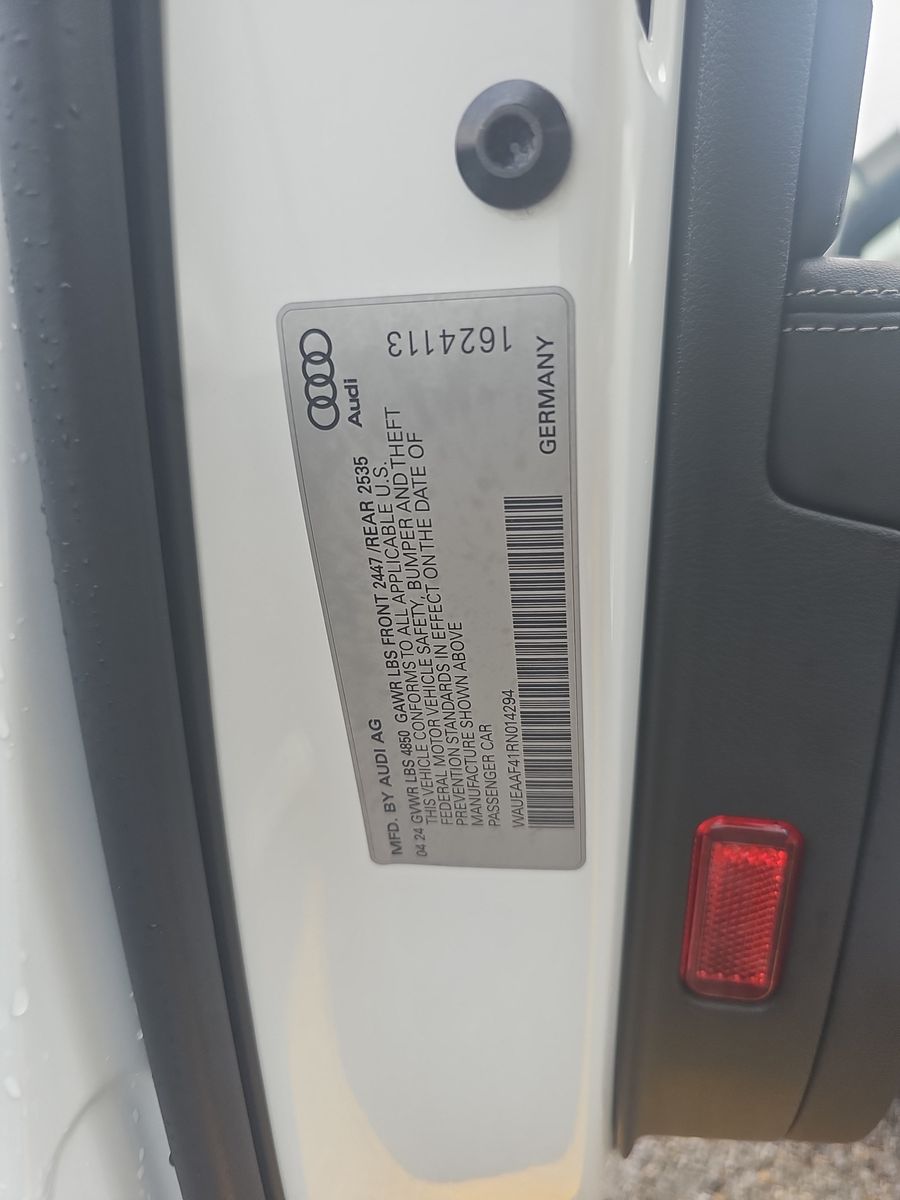 Audi
1624113
MFD. BY AUDI AG
04.24 GVWR LBS 4850 GAWR LBS FRONT 2447 /REAR 2535
THIS VEHICLE CONFORMS TO ALL APPLICABLE U.S.
FEDERAL MOTOR VEHICLE SAFETY, BUMPER AND THEFT
PREVENTION STANDARDS IN EFFECT ON THE DATE OF
MANUFACTURE SHOWN ABOVE
PASSENGER CAR
WAUEAAF41RN014294
GERMANY